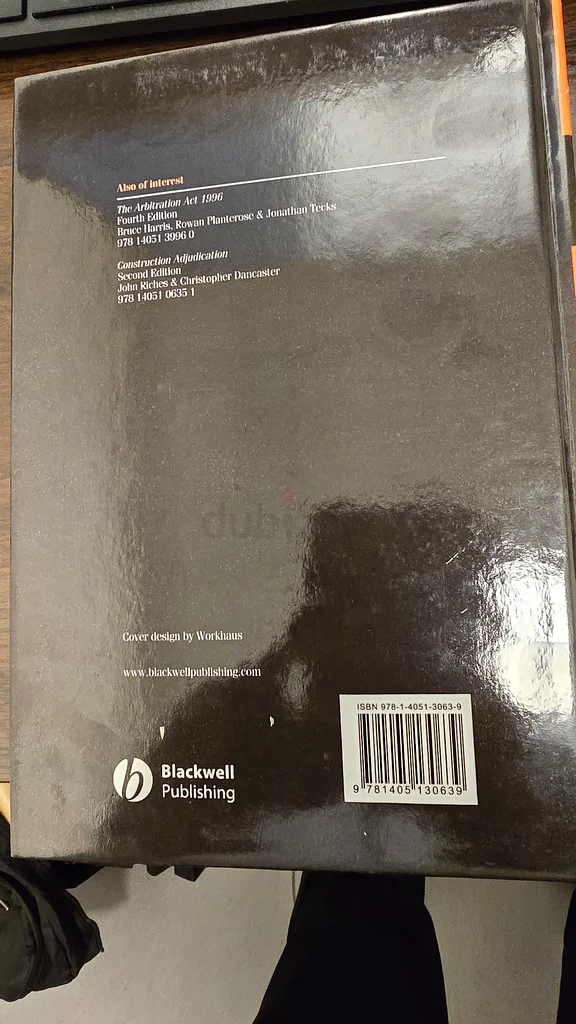 Also of interest
The Arbitration Act 1996
Fourth Edition
Bruce Harris, Rowan Planterose & Jonathan Tecks
978 14051 3996 0
Construction Adjudication
Second Edition
John Riches & Christopher Dancaster
978 14051 0635 1
Cover design by Workhaus
www.blackwellpublishing.com
Blackwell
Publishing
ISBN 978-1-4051-3063-9
9 781405 130639